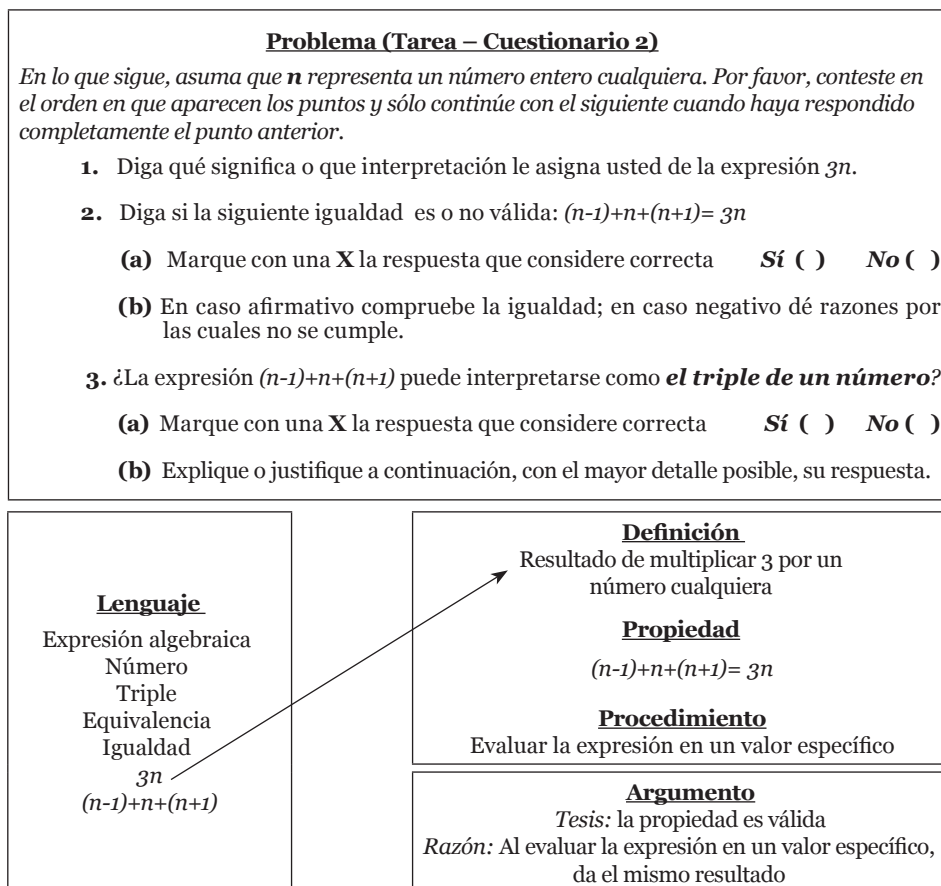 Problema (Tarea – Cuestionario 2)
En lo que sigue, asuma que n representa un número entero cualquiera. Por favor, conteste en
el orden en que aparecen los puntos y sólo continúe con el siguiente cuando haya respondido
completamente el punto anterior.
1. Diga qué significa o que interpretación le asigna usted de la expresión 3n.
2. Diga si la siguiente igualdad es o no válida: (n-1)+n+(n+1)= 3n
(a) Marque con una X la respuesta que considere correcta Sí ( ) No ( )
(b) En caso afirmativo compruebe la igualdad; en caso negativo dé razones por
las cuales no se cumple.
3. ¿La expresión (n-1)+n+(n+1) puede interpretarse como el triple de un número?
(a) Marque con una X la respuesta que considere correcta Sí ( ) No ( )
(b) Explique o justifique a continuación, con el mayor detalle posible, su respuesta.
Lenguaje
Expresión algebraica
Número
Triple
Equivalencia
Igualdad
3n
(n-1)+n+(n+1)
Definición
Resultado de multiplicar 3 por un
número cualquiera
Propiedad
(n-1)+n+(n+1)= 3n
Procedimiento
Evaluar la expresión en un valor específico
Argumento
Tesis: la propiedad es válida
Razón: Al evaluar la expresión en un valor específico,
da el mismo resultado